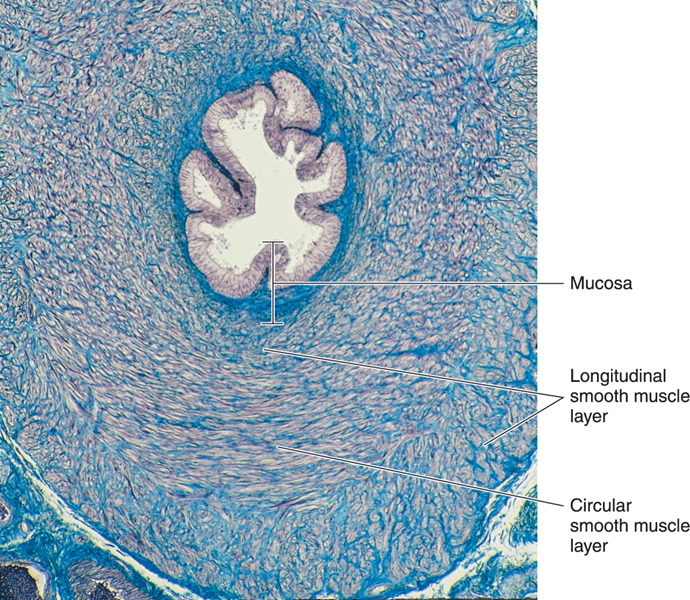 Mucosa
Longitudinal
smooth muscle
layer
Circular
smooth muscle
layer